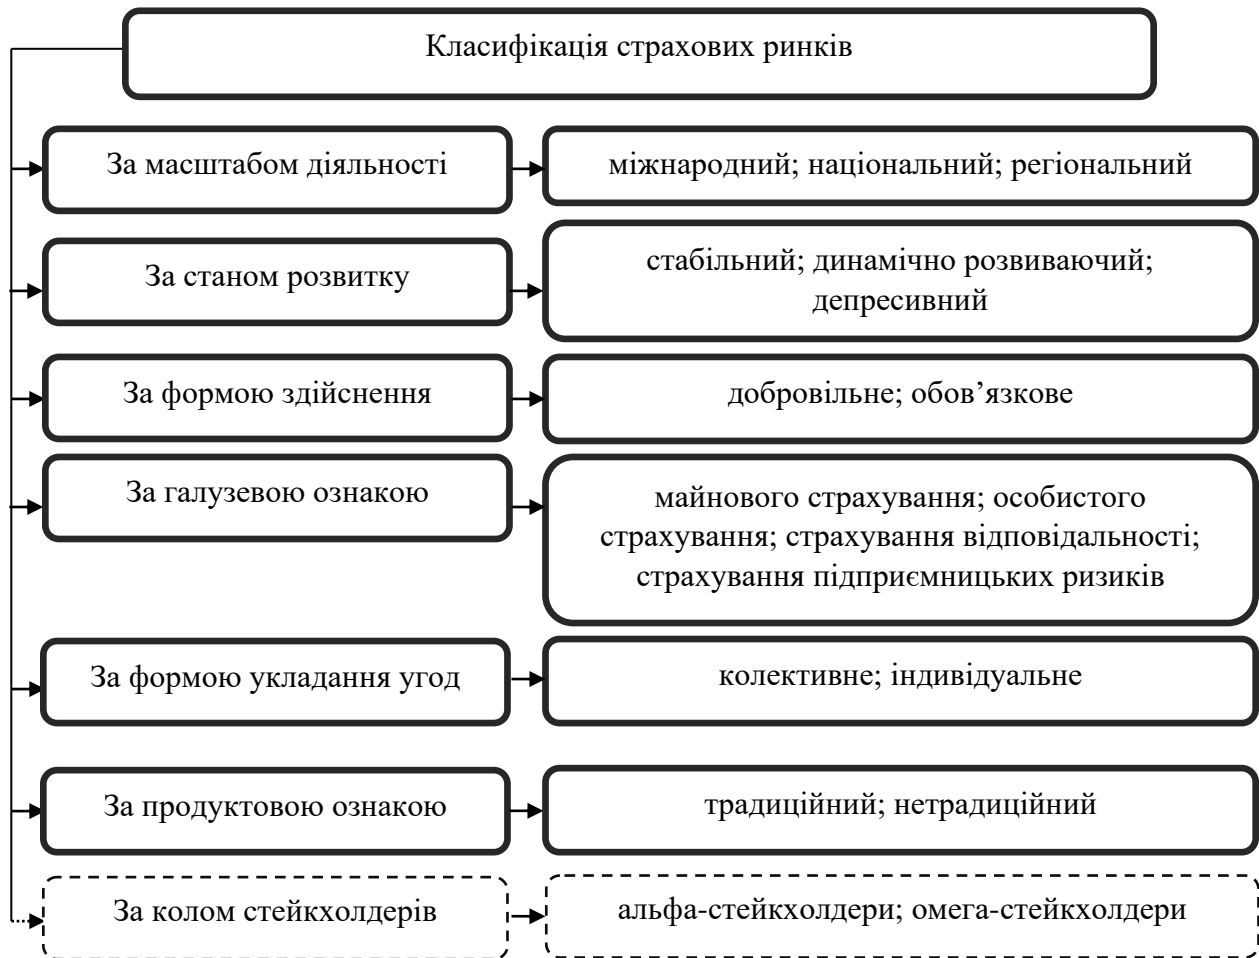 Класифікація страхових ринків
За масштабом діяльності
міжнародний; національний; регіональний
За станом розвитку
стабільний; динамічно розвиваючий;
депресивний
За формою здійснення
добровільне; обов’язкове
За галузевою ознакою
майнового страхування; особистого
страхування; страхування відповідальності;
страхування підприємницьких ризиків
За формою укладання угод
колективне; індивідуальне
За продуктовою ознакою
традиційний; нетрадиційний
За колом стейкхолдерів
альфа-стейкхолдери; омега-стейкхолдери